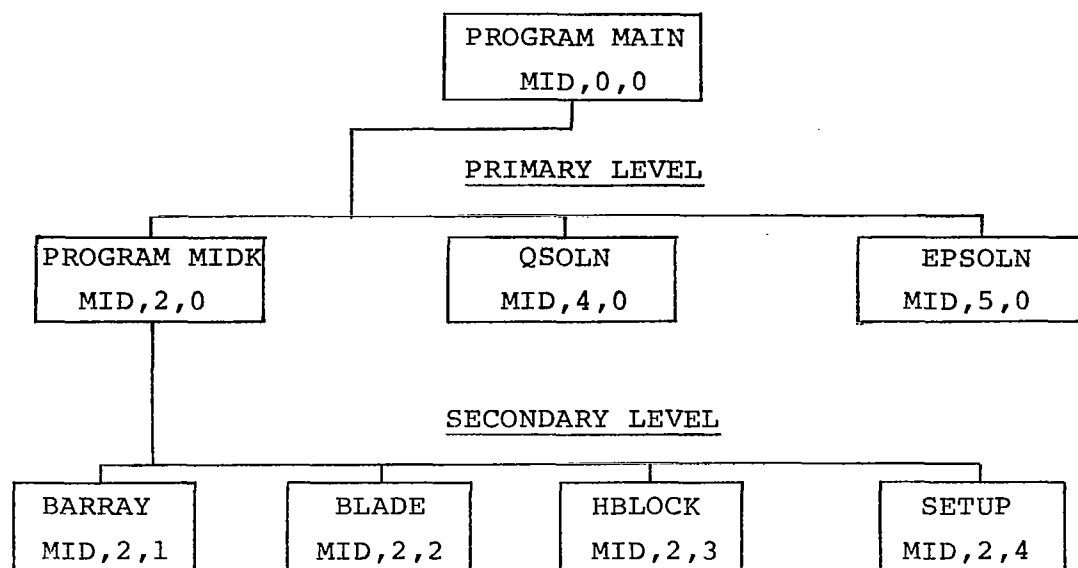 PROGRAM MAIN
MID,0,0
PRIMARY LEVEL
PROGRAM MIDK
MID,2,0
QSOLN
MID,4,0
EPSOLN
MID,5,0
SECONDARY LEVEL
BARRAY
MID,2,1
BLADE
MID,2,2
HBLOCK
MID,2,3
SETUP
MID,2,4